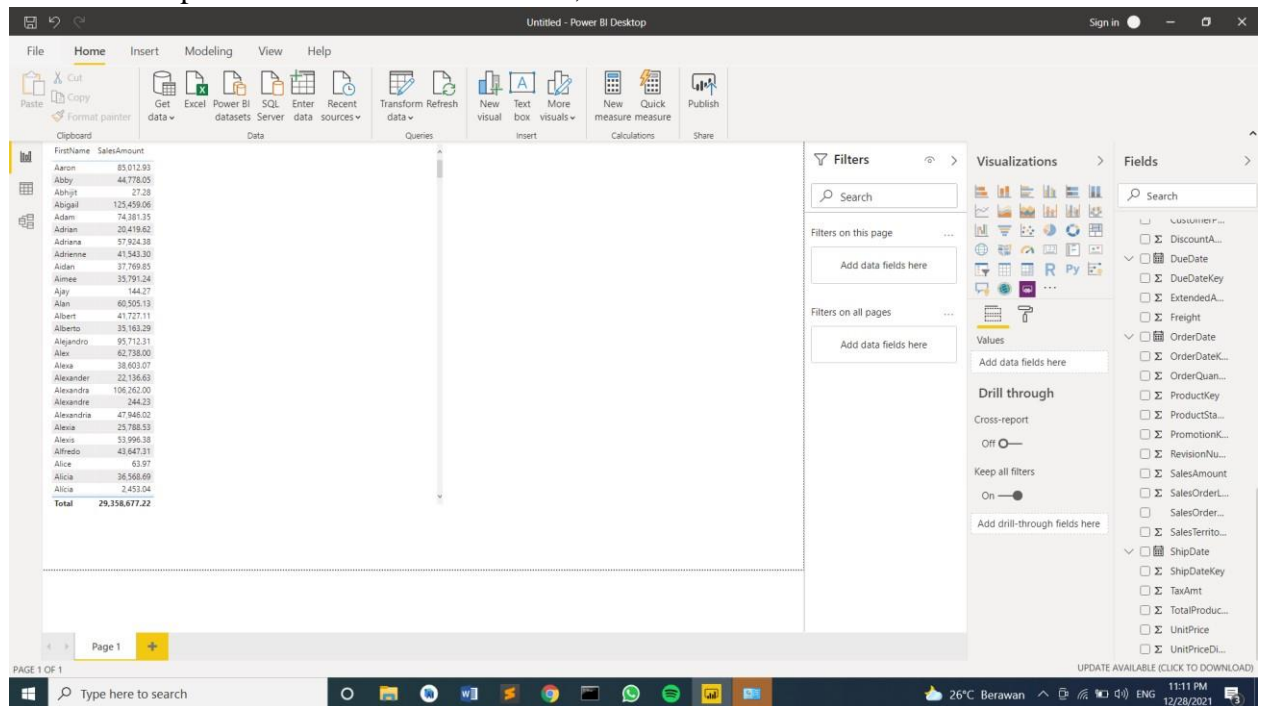 Untitled - Power BI Desktop
Sign in
File Home Insert Modeling View Help
Paste
Cut
Copy
Format painter
Clipboard
Get data
Excel
Power BI datasets
SQL Server
Enter data
Recent sources
Data
Transform data
Refresh
Queries
New visual
Text box
More visuals
Insert
New measure
Quick measure
Calculations
Publish
Share
FirstName SalesAmount
Aaron 85,012.93
Abby 44,778.05
Abhijit 27.28
Abigail 125,459.06
Adam 74,381.35
Adrian 20,419.62
Adriana 57,924.38
Adrienne 41,543.30
Aidan 37,769.85
Aimee 35,791.24
Ajay 144.27
Alan 60,505.13
Albert 41,727.11
Alberto 35,163.29
Alejandro 95,712.31
Alex 62,738.00
Alexa 38,603.07
Alexander 22,136.63
Alexandra 106,262.00
Alexandre 244.23
Alexandria 47,946.02
Alexia 25,788.53
Alexis 53,996.38
Alfredo 43,647.31
Alice 63.97
Alicia 36,568.69
Alicia 2,453.04
Total 29,358,677.22
Filters
Search
Filters on this page ...
Add data fields here
Filters on all pages ...
Add data fields here
Visualizations
R Py
...
Values
Add data fields here
Drill through
Cross-report
Off
Keep all filters
On
Add drill-through fields here
Fields
Search
DiscountA...
DueDate
DueDateKey
ExtendedA...
Freight
OrderDate
OrderDateK...
OrderQuan...
ProductKey
ProductSta...
PromotionK...
RevisionNu...
SalesAmount
SalesOrderL...
SalesOrder...
SalesTerrito...
ShipDate
ShipDateKey
TaxAmt
TotalProduc...
UnitPrice
UnitPriceDi...
Page 1
PAGE 1 OF 1
UPDATE AVAILABLE (CLICK TO DOWNLOAD)
Type here to search
26°C Berawan
ENG
11:11 PM
12/28/2021